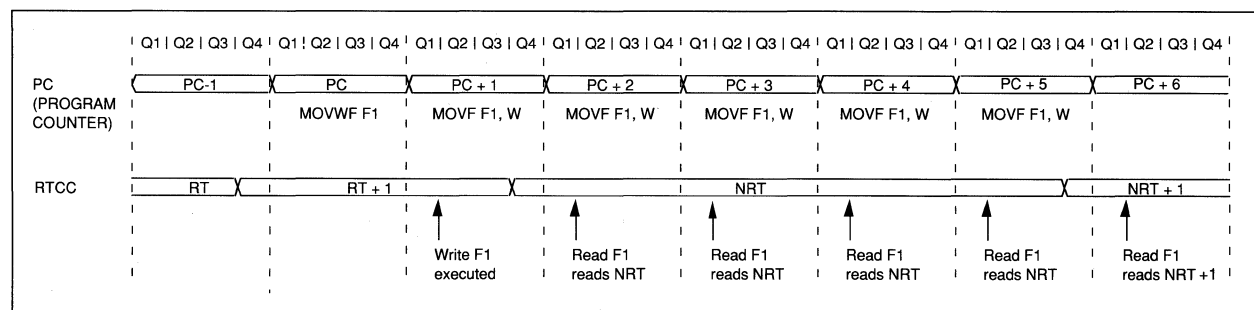 Q1 | Q2 | Q3 | Q4 | Q1 | Q2 | Q3 | Q4 | Q1 | Q2 | Q3 | Q4 | Q1 | Q2 | Q3 | Q4 | Q1 | Q2 | Q3 | Q4 | Q1 | Q2 | Q3 | Q4 | Q1 | Q2 | Q3 | Q4 | Q1 | Q2 | Q3 | Q4
PC PC-1 PC PC + 1 PC + 2 PC + 3 PC + 4 PC + 5 PC + 6
(PROGRAM
COUNTER)
MOVWF F1 MOVF F1, W MOVF F1, W MOVF F1, W MOVF F1, W MOVF F1, W
RTCC RT RT + 1 NRT NRT + 1
Write F1 Read F1 Read F1 Read F1 Read F1 Read F1
executed reads NRT reads NRT reads NRT reads NRT reads NRT +1